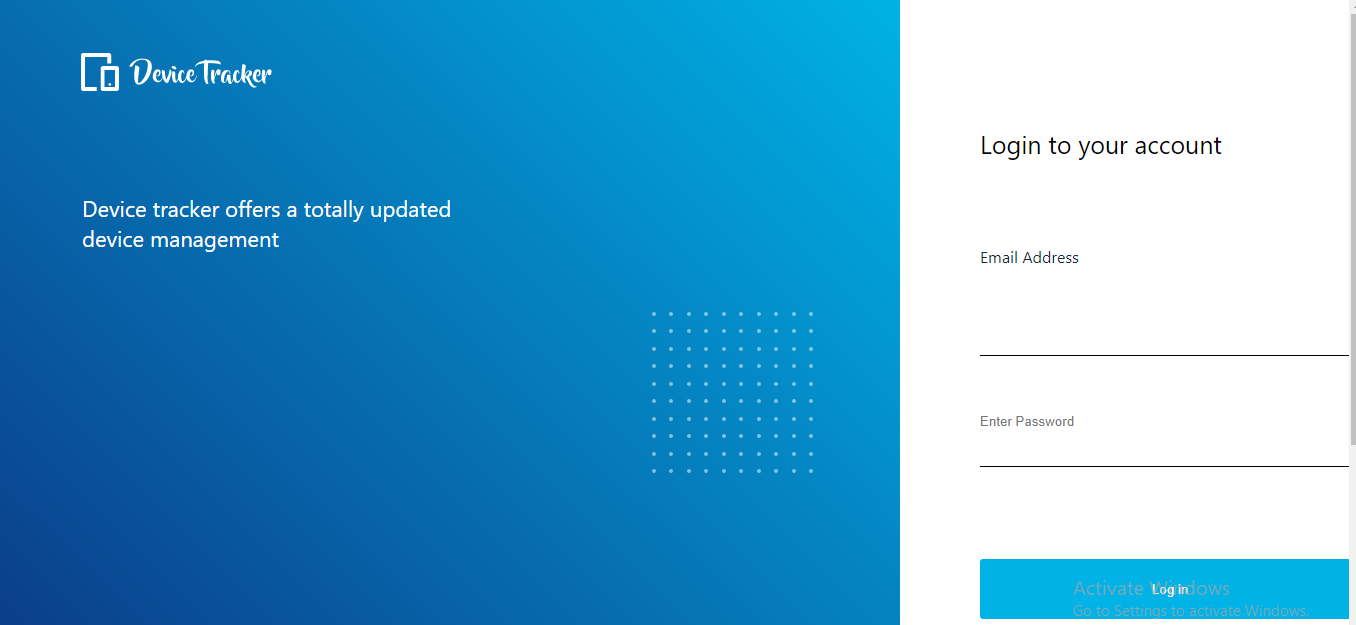 Device Tracker
Device tracker offers a totally updated
device management
Login to your account
Email Address
Enter Password
Log in
Activate Windows
Go to Settings to activate Windows.